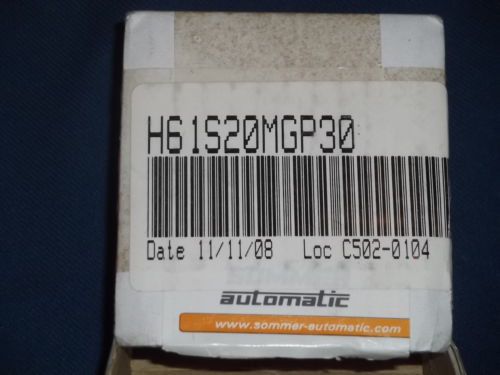 H61S20MGP30
Date 11/11/08 Loc C502-0104
automatic
www.sommer-automatic.com